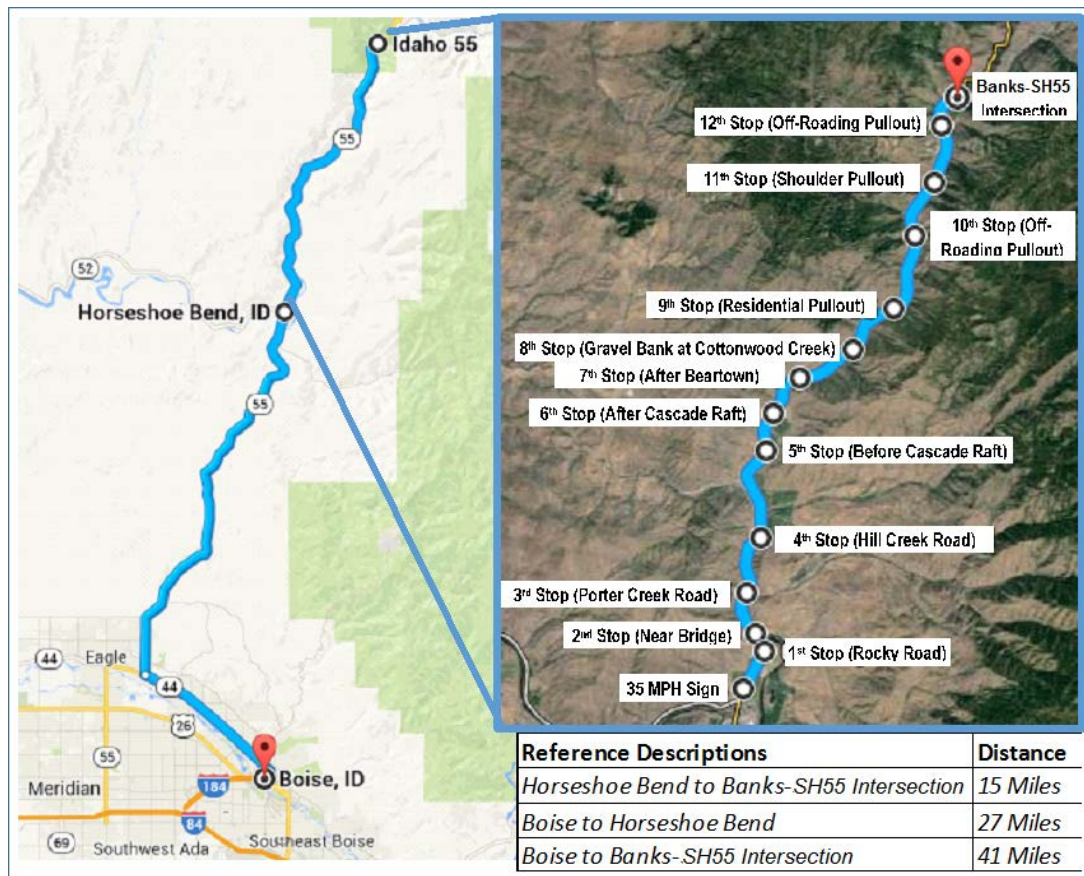 Idaho 55
55
52
Horseshoe Bend, ID
55
44
Eagle
44
26
55
Boise, ID
Meridian
184
84
69
Southwest Ada
Southeast Boise
Banks-SH55
Intersection
12th Stop (Off-Roading Pullout)
11th Stop (Shoulder Pullout)
10th Stop (Off-
Roading Pullout)
9th Stop (Residential Pullout)
8th Stop (Gravel Bank at Cottonwood Creek)
7th Stop (After Beartown)
6th Stop (After Cascade Raft)
5th Stop (Before Cascade Raft)
4th Stop (Hill Creek Road)
3rd Stop (Porter Creek Road)
2nd Stop (Near Bridge)
1st Stop (Rocky Road)
35 MPH Sign
Reference Descriptions Distance
Horseshoe Bend to Banks-SH55 Intersection 15 Miles
Boise to Horseshoe Bend 27 Miles
Boise to Banks-SH55 Intersection 41 Miles